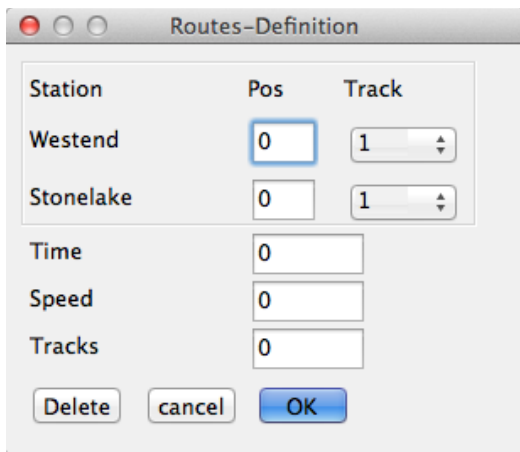 Routes-Definition
Station Pos Track
Westend 0 1
Stonelake 0 1
Time 0
Speed 0
Tracks 0
Delete cancel OK